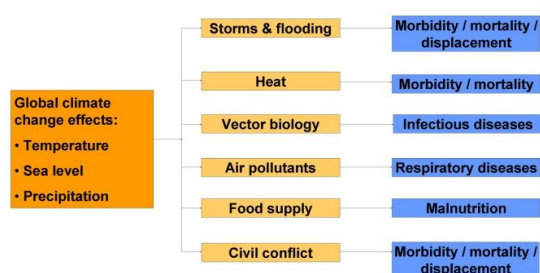 Global climate
change effects:
• Temperature
• Sea level
• Precipitation
Storms & flooding
Morbidity / mortality /
displacement
Heat
Morbidity / mortality
Vector biology
Infectious diseases
Air pollutants
Respiratory diseases
Food supply
Malnutrition
Civil conflict
Morbidity / mortality /
displacement